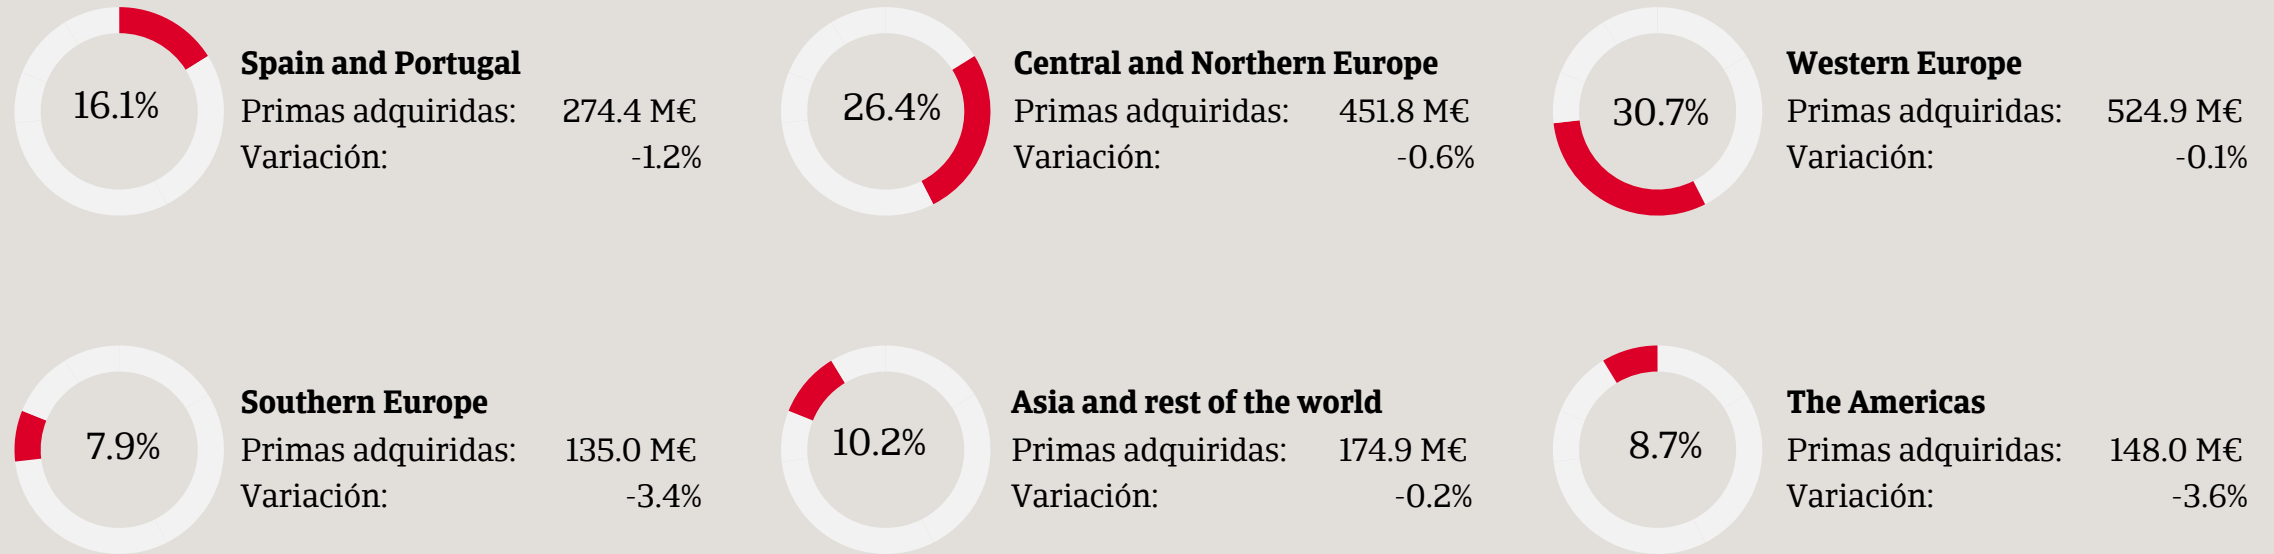 16.1%
Spain and Portugal
Primas adquiridas: 274.4 M€
Variación: -1.2%
26.4%
Central and Northern Europe
Primas adquiridas: 451.8 M€
Variación: -0.6%
30.7%
Western Europe
Primas adquiridas: 524.9 M€
Variación: -0.1%
7.9%
Southern Europe
Primas adquiridas: 135.0 M€
Variación: -3.4%
10.2%
Asia and rest of the world
Primas adquiridas: 174.9 M€
Variación: -0.2%
8.7%
The Americas
Primas adquiridas: 148.0 M€
Variación: -3.6%